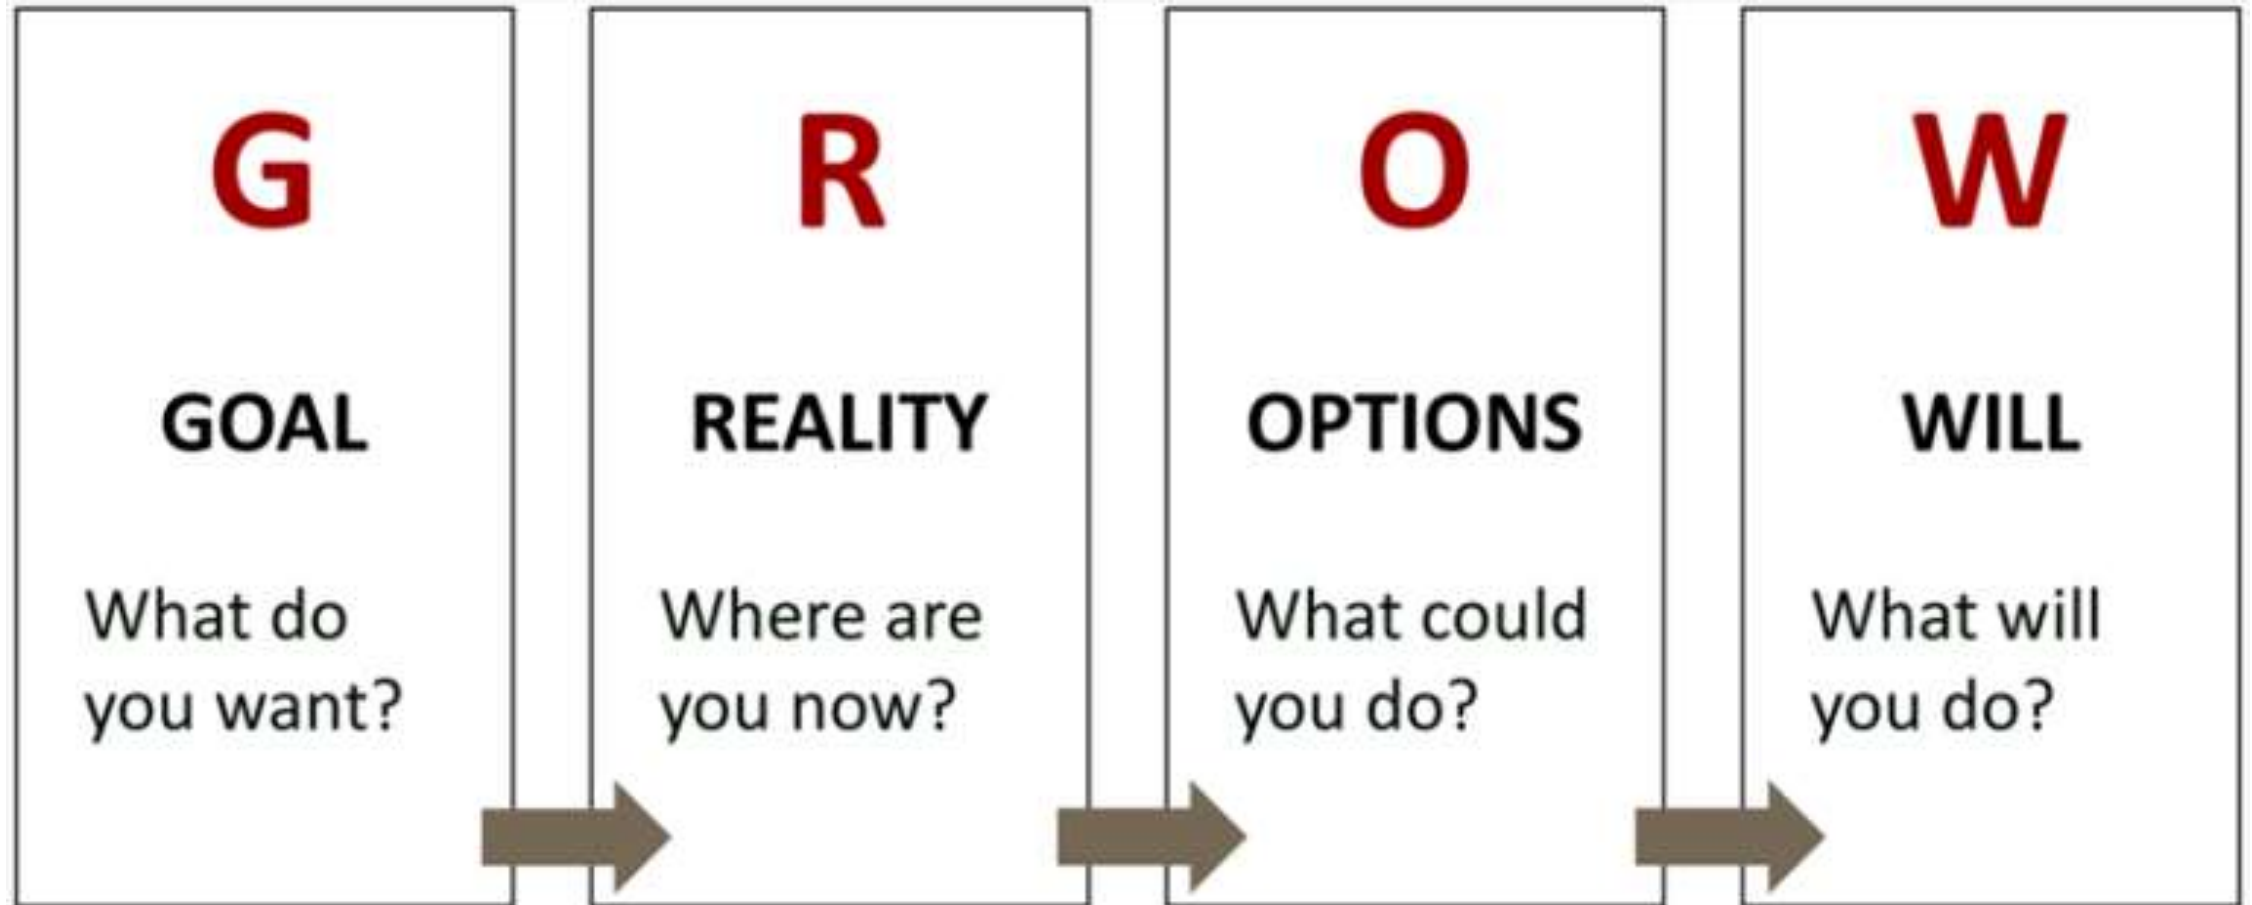 G
GOAL
What do
you want?
R
REALITY
Where are
you now?
O
OPTIONS
What could
you do?
W
WILL
What will
you do?